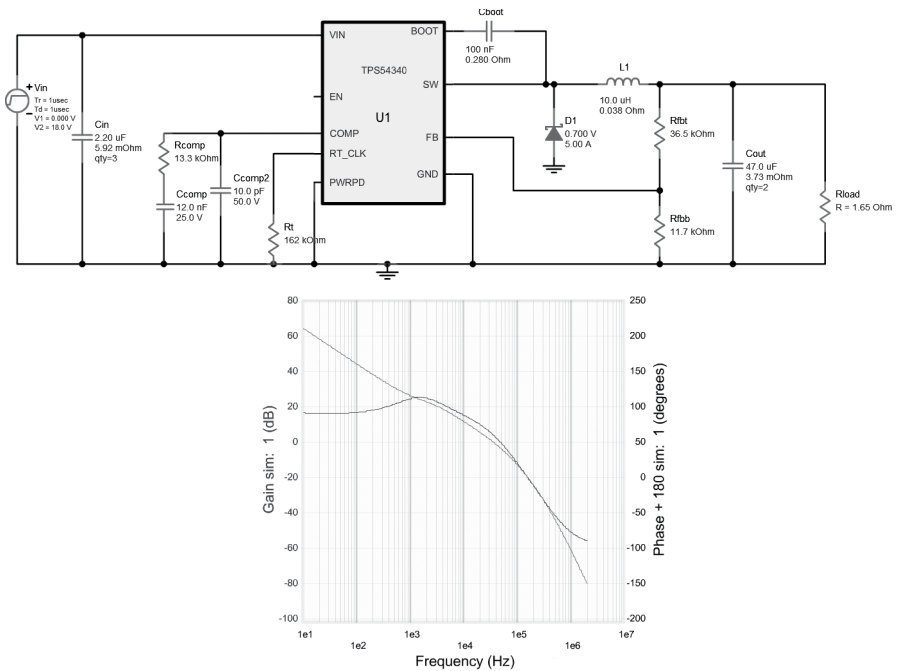 Cboot
100 nF
0.280 Ohm
VIN
BOOT
TPS54340
SW
EN
U1
COMP
FB
RT_CLK
GND
PWRPD
Vin
Tr = 1usec
Td = 1usec
V1 = 0.000 V
V2 = 18.0 V
Cin
2.20 uF
5.92 mOhm
qty=3
Rcomp
13.3 kOhm
Ccomp
12.0 nF
25.0 V
Ccomp2
10.0 pF
50.0 V
Rt
162 kOhm
L1
10.0 uH
0.038 Ohm
D1
0.700 V
5.00 A
Rfbt
36.5 kOhm
Rfbb
11.7 kOhm
Cout
47.0 uF
3.73 mOhm
qty=2
Rload
R = 1.65 Ohm
80
60
40
20
0
-20
-40
-60
-80
-100
Gain sim: 1 (dB)
250
200
150
100
50
0
-50
-100
-150
-200
Phase + 180 sim: 1 (degrees)
1e1
1e2
1e3
1e4
1e5
1e6
1e7
Frequency (Hz)